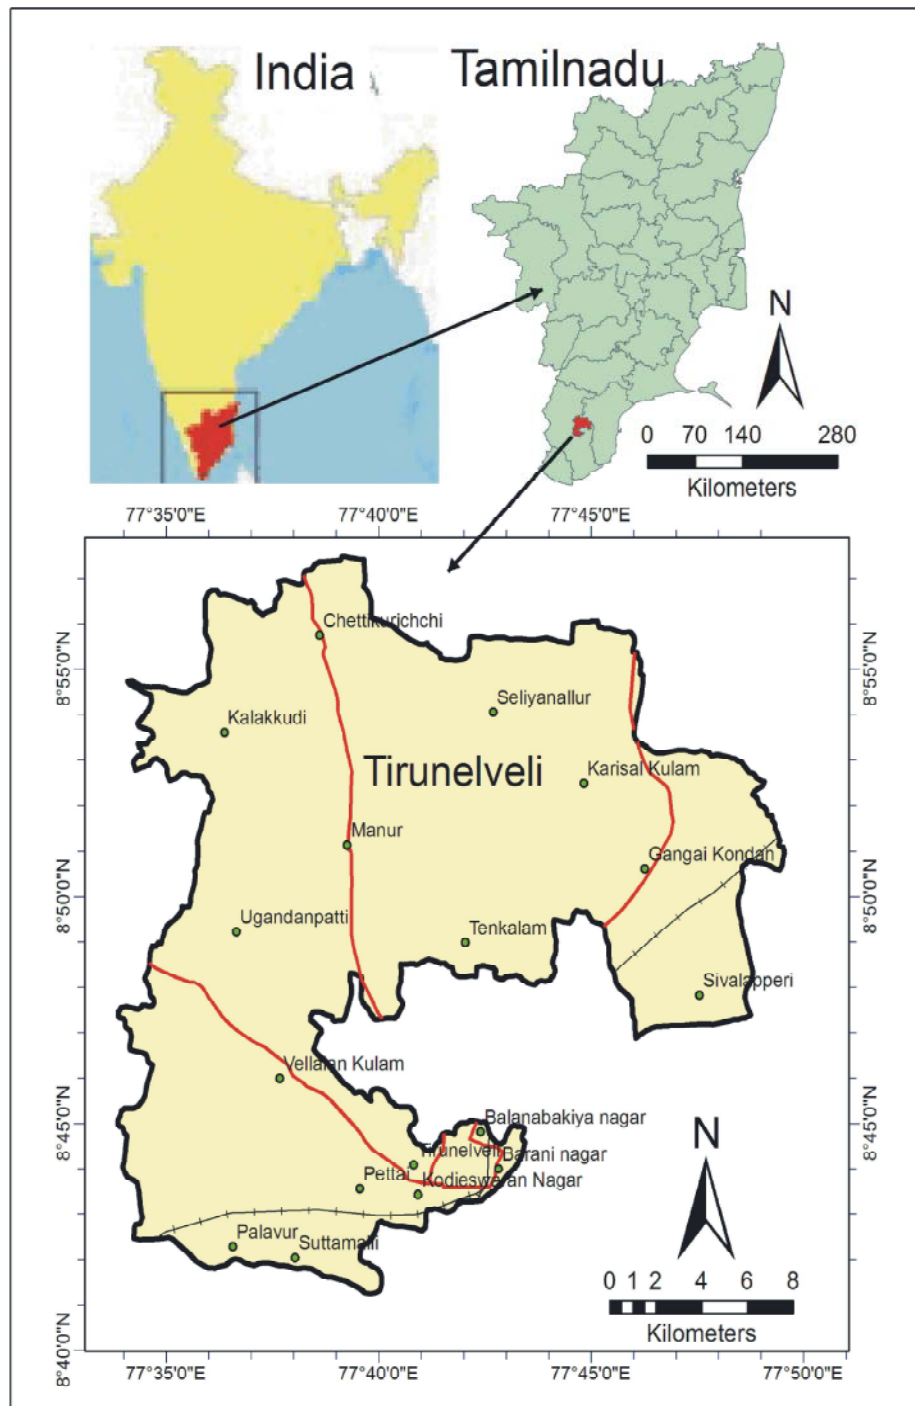 India
Tamilnadu
N
0 70 140 280
Kilometers
77°35'0"E 77°40'0"E 77°45'0"E
Chettikurichchi
8°55'0"N
8°55'0"N
Seliyanallur
Kalakkudi
Tirunelveli
Karisal Kulam
Manur
Gangai Kondan
8°50'0"N
8°50'0"N
Ugandanpatti
Tenkalam
Sivalapperi
Vellalan Kulam
8°45'0"N
8°45'0"N
Balanabakiya nagar
N
Tirunelveli
Barani nagar
Pettai
Kodieswaran Nagar
Palavur
Suttamalli
0 1 2 4 6 8
Kilometers
8°40'0"N
8°40'0"N
77°35'0"E 77°40'0"E 77°45'0"E 77°50'0"E